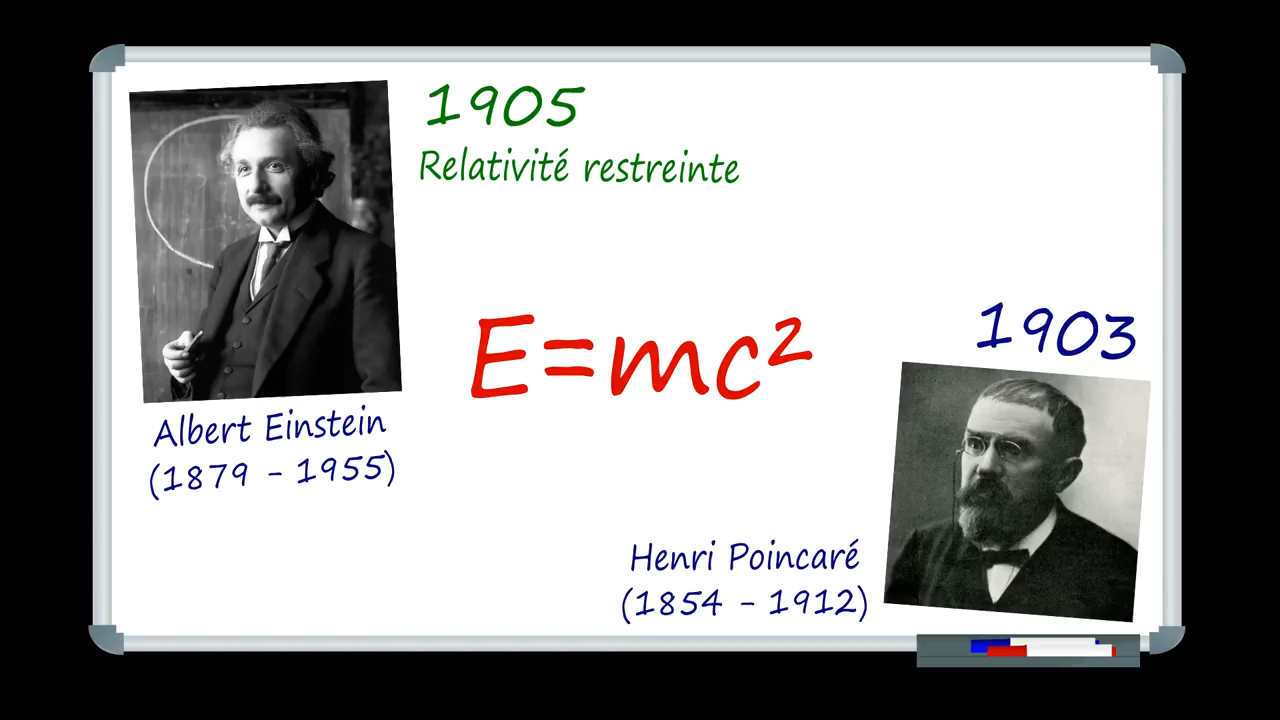 1905
Relativité restreinte
E=mc²
Albert Einstein
(1879 - 1955)
1903
Henri Poincaré
(1854 - 1912)